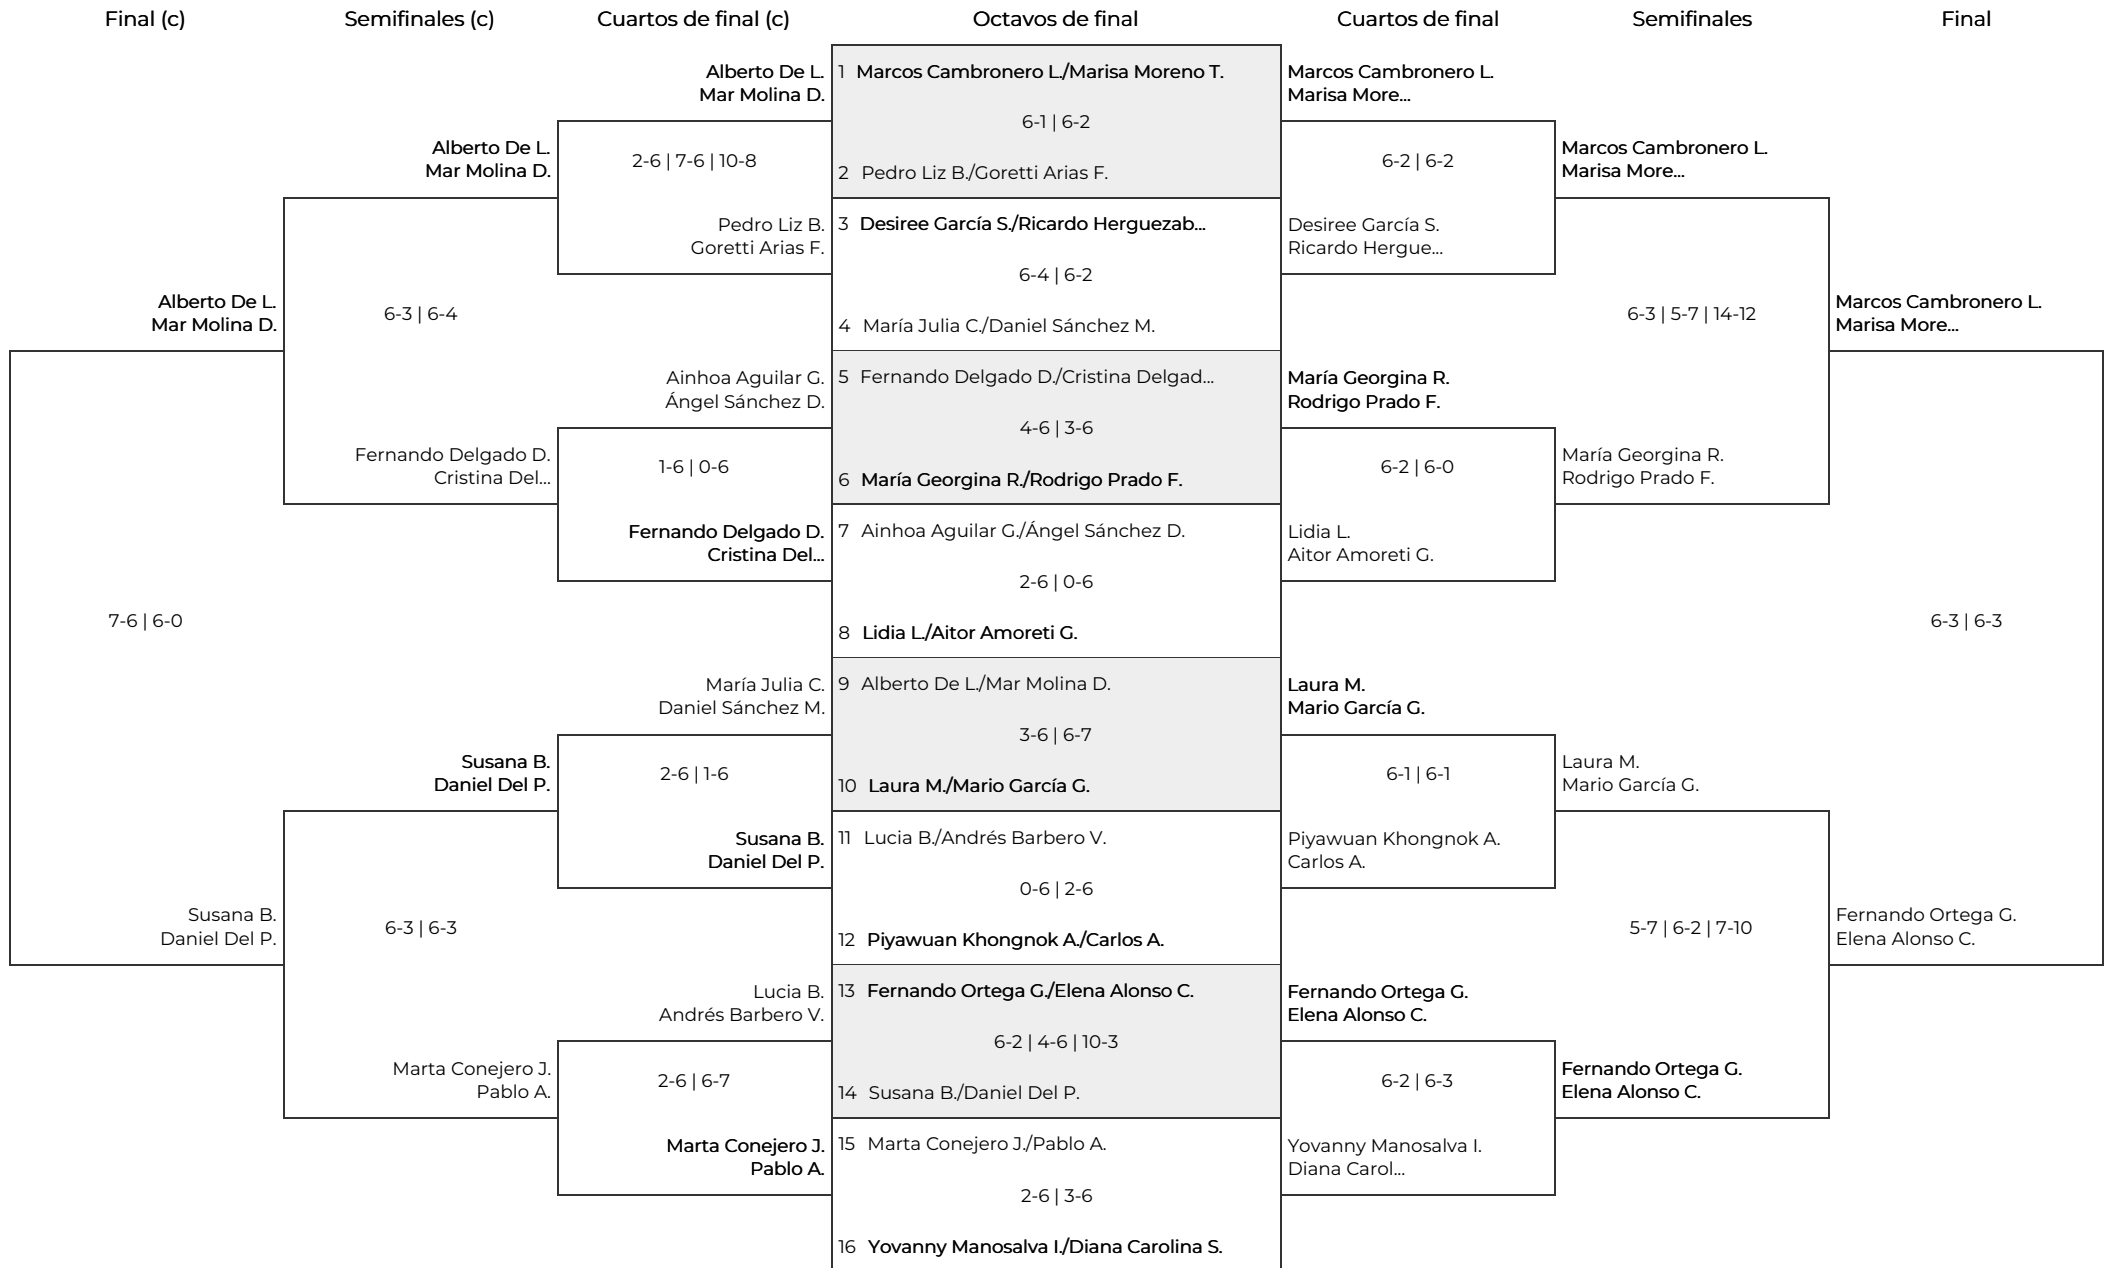 Final (c)
Semifinales (c)
Cuartos de final (c)
Octavos de final
Cuartos de final
Semifinales
Final
Alberto De L.
Mar Molina D.
7-6 | 6-0
Susana B.
Daniel Del P.
Alberto De L.
Mar Molina D.
6-3 | 6-4
Fernando Delgado D.
Cristina Del...
Susana B.
Daniel Del P.
6-3 | 6-3
Marta Conejero J.
Pablo A.
Alberto De L.
Mar Molina D.
2-6 | 7-6 | 10-8
Pedro Liz B.
Goretti Arias F.
Ainhoa Aguilar G.
Ángel Sánchez D.
1-6 | 0-6
Fernando Delgado D.
Cristina Del...
María Julia C.
Daniel Sánchez M.
2-6 | 1-6
Susana B.
Daniel Del P.
Lucia B.
Andrés Barbero V.
2-6 | 6-7
Marta Conejero J.
Pablo A.
1 Marcos Cambronero L./Marisa Moreno T.
6-1 | 6-2
2 Pedro Liz B./Goretti Arias F.
3 Desiree García S./Ricardo Herguezab...
6-4 | 6-2
4 María Julia C./Daniel Sánchez M.
5 Fernando Delgado D./Cristina Delgad...
4-6 | 3-6
6 María Georgina R./Rodrigo Prado F.
7 Ainhoa Aguilar G./Ángel Sánchez D.
2-6 | 0-6
8 Lidia L./Aitor Amoreti G.
9 Alberto De L./Mar Molina D.
3-6 | 6-7
10 Laura M./Mario García G.
11 Lucia B./Andrés Barbero V.
0-6 | 2-6
12 Piyawuan Khongnok A./Carlos A.
13 Fernando Ortega G./Elena Alonso C.
6-2 | 4-6 | 10-3
14 Susana B./Daniel Del P.
15 Marta Conejero J./Pablo A.
2-6 | 3-6
16 Yovanny Manosalva I./Diana Carolina S.
Marcos Cambronero L.
Marisa More...
6-2 | 6-2
Desiree García S.
Ricardo Hergue...
María Georgina R.
Rodrigo Prado F.
6-2 | 6-0
Lidia L.
Aitor Amoreti G.
Laura M.
Mario García G.
6-1 | 6-1
Piyawuan Khongnok A.
Carlos A.
Fernando Ortega G.
Elena Alonso C.
6-2 | 6-3
Yovanny Manosalva I.
Diana Carol...
Marcos Cambronero L.
Marisa More...
6-3 | 5-7 | 14-12
María Georgina R.
Rodrigo Prado F.
Laura M.
Mario García G.
5-7 | 6-2 | 7-10
Fernando Ortega G.
Elena Alonso C.
Marcos Cambronero L.
Marisa More...
6-3 | 6-3
Fernando Ortega G.
Elena Alonso C.